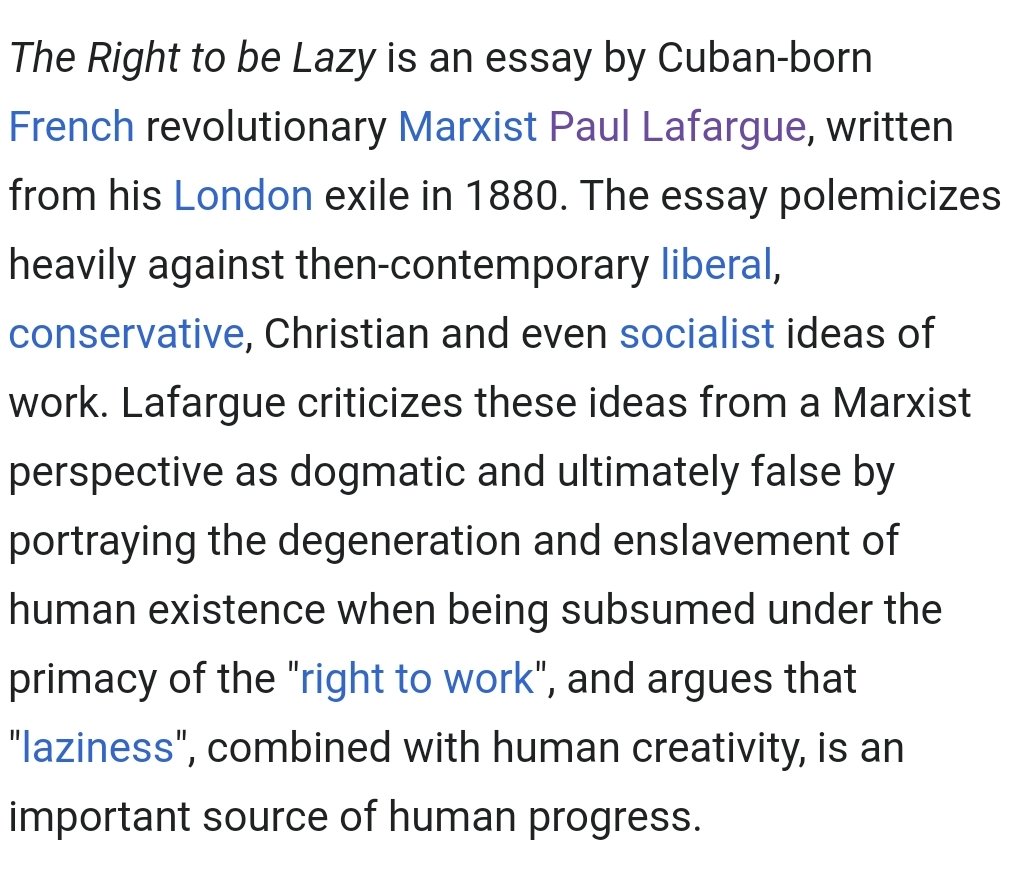 The Right to be Lazy is an essay by Cuban-born
French revolutionary Marxist Paul Lafargue, written
from his London exile in 1880. The essay polemicizes
heavily against then-contemporary liberal,
conservative, Christian and even socialist ideas of
work. Lafargue criticizes these ideas from a Marxist
perspective as dogmatic and ultimately false by
portraying the degeneration and enslavement of
human existence when being subsumed under the
primacy of the "right to work", and argues that
"laziness", combined with human creativity, is an
important source of human progress.